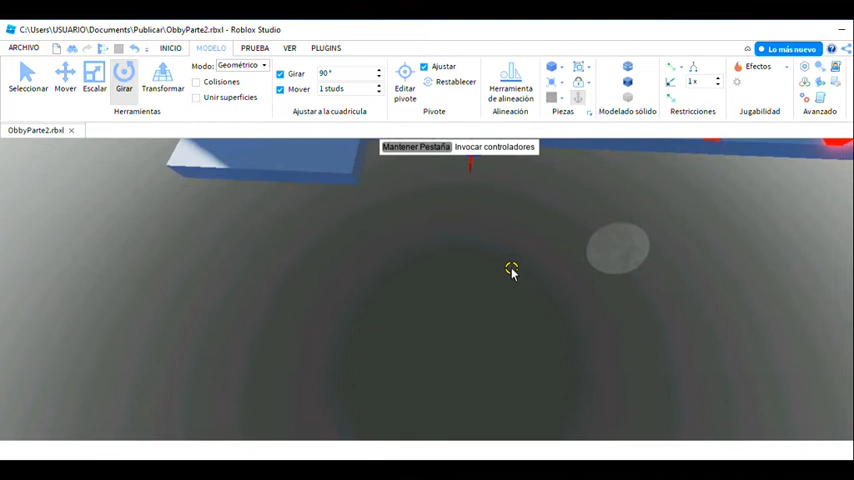 C:\Users\USUARIO\Documents\Publicar\ObbyParte2.rbxl - Roblox Studio
ARCHIVO INICIO MODELO PRUEBA VER PLUGINS Lo más nuevo
Seleccionar Mover Escalar Girar Transformar
Modo: Geométrico
Colisiones
Unir superficies
Herramientas
Girar 90°
Mover 1 studs
Ajustar a la cuadrícula
Editar pivote
Ajustar
Restablecer
Pivote
Herramienta de alineación
Alineación
Piezas
Modelado sólido
1 x
Restricciones
Efectos
Jugabilidad
Avanzado
ObbyParte2.rbxl
Mantener Pestaña Invocar controladores